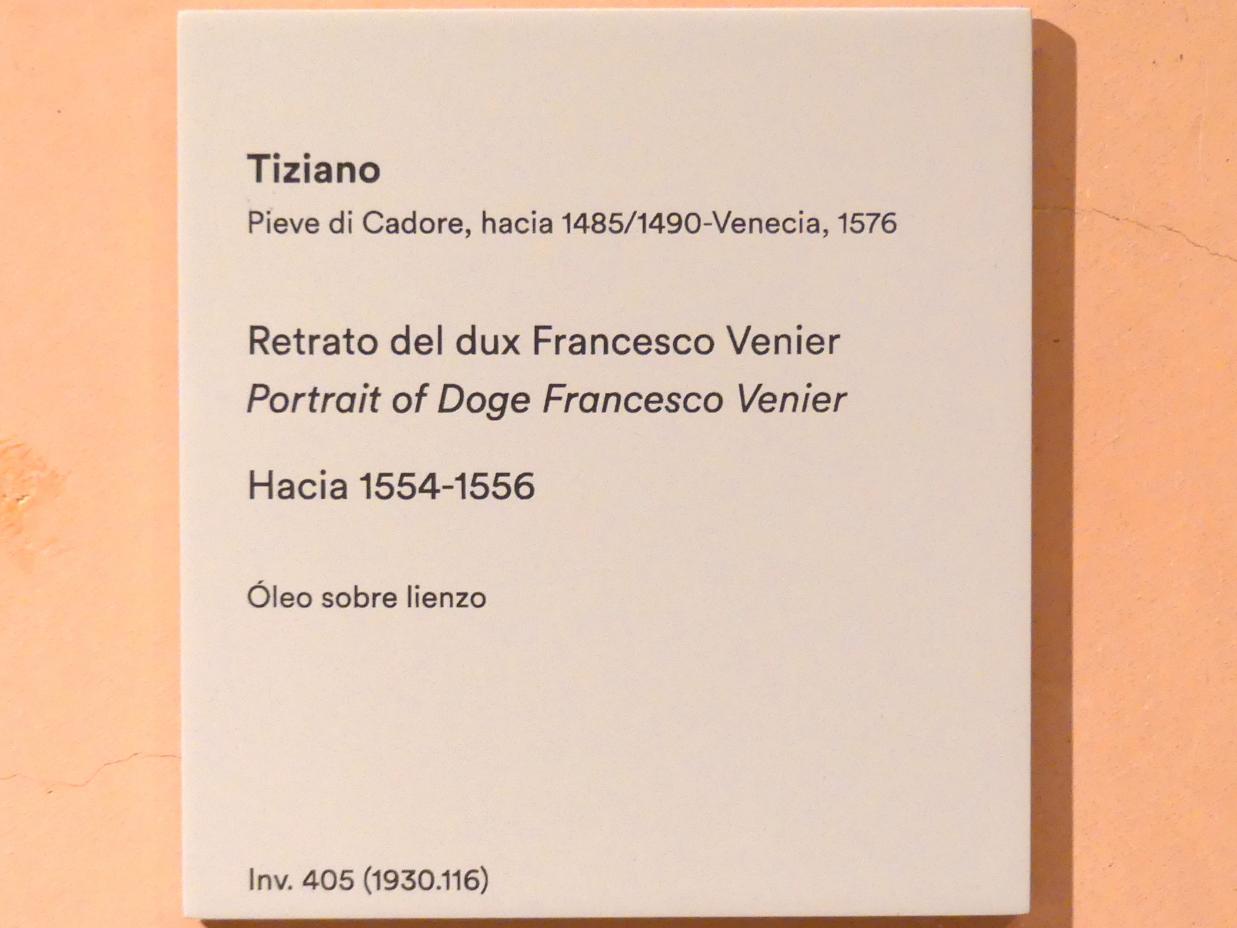 Tiziano
Pieve di Cadore, hacia 1485/1490-Venecia, 1576
Retrato del dux Francesco Venier
Portrait of Doge Francesco Venier
Hacia 1554-1556
Óleo sobre lienzo
Inv. 405 (1930.116)